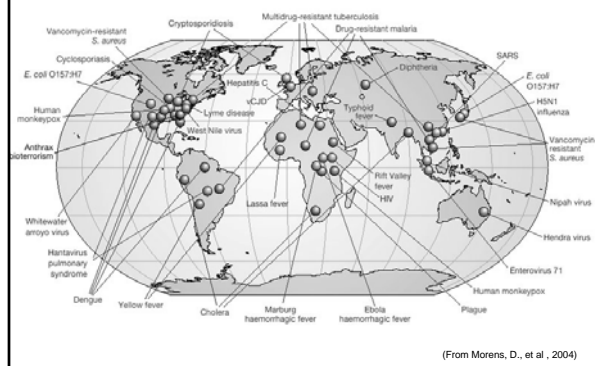 Multidrug-resistant tuberculosis
Cryptosporidiosis
Drug-resistant malaria
Vancomycin-resistant
S. aureus
SARS
Cyclosporiasis
Diphtheria
E. coli O157:H7
Hepatitis C
E. coli
O157:H7
vCJD
H5N1
influenza
Human
monkeypox
Lyme disease
Typhoid
fever
West Nile virus
Vancomycin
resistant
S. aureus
Anthrax
bioterrorism
Rift Valley
fever
Lassa fever
HIV
Nipah virus
Whitewater
arroyo virus
Hendra virus
Hantavirus
pulmonary
syndrome
Enterovirus 71
Human monkeypox
Dengue
Yellow fever
Cholera
Marburg
haemorrhagic fever
Ebola
haemorrhagic fever
Plague
(From Morens, D., et al , 2004)